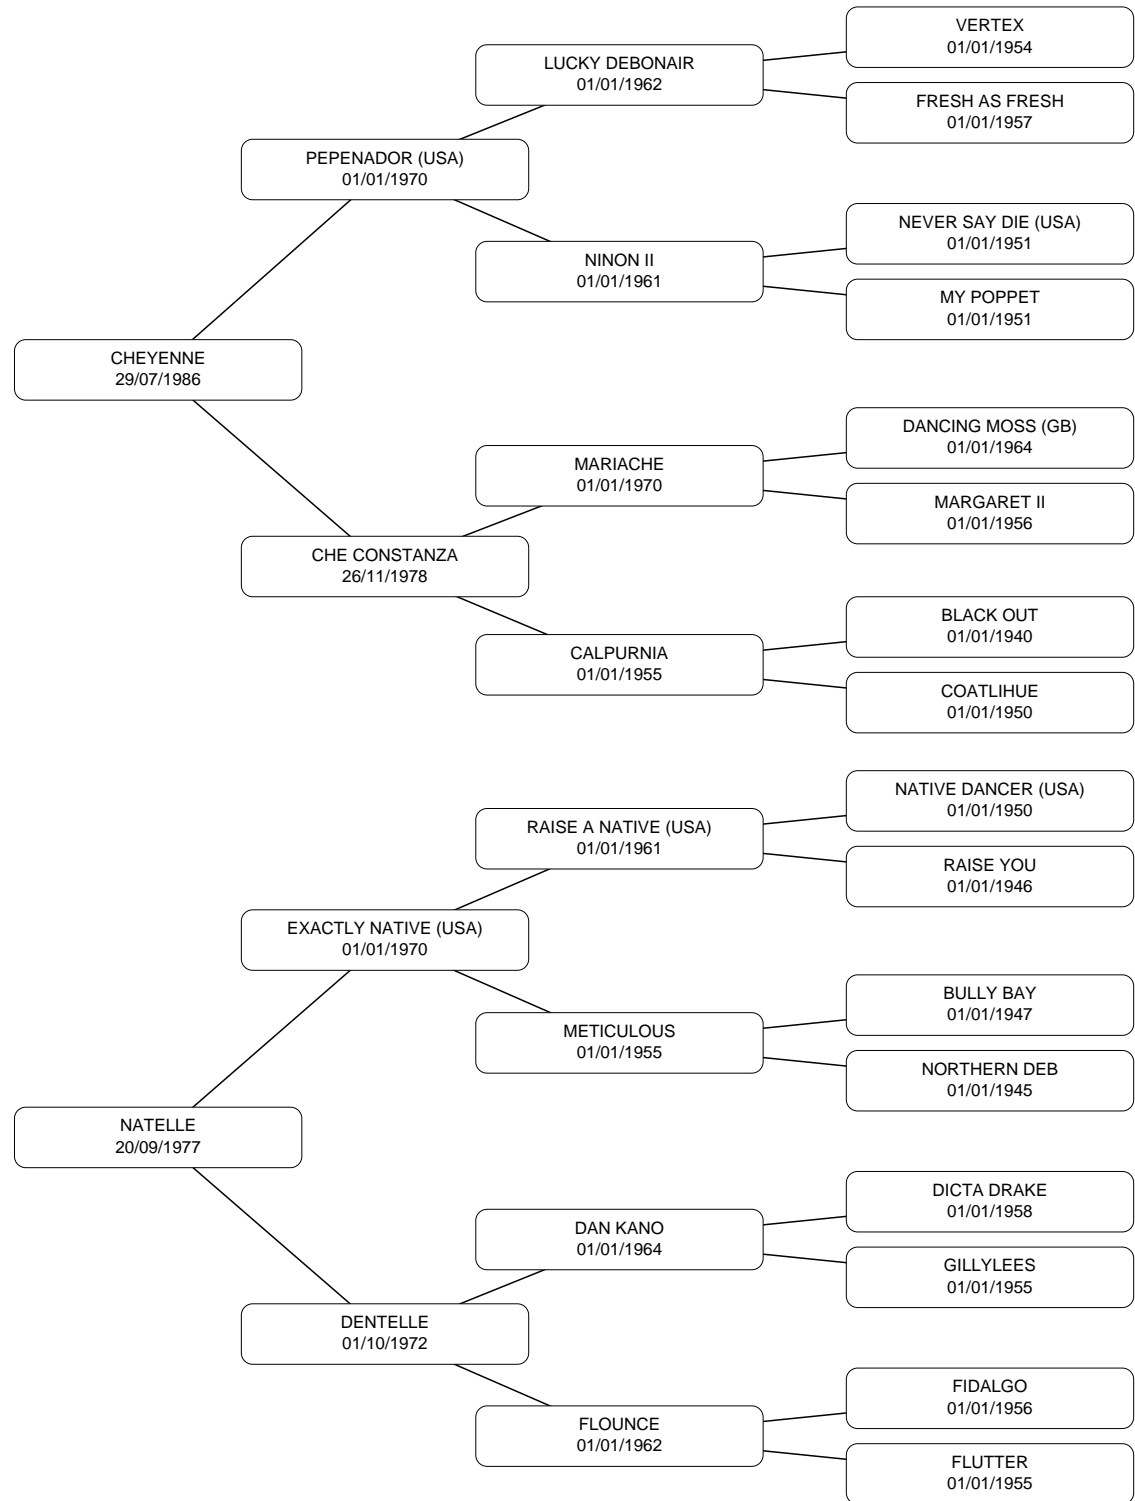 VERTEX
01/01/1954
LUCKY DEBONAIR
01/01/1962
FRESH AS FRESH
01/01/1957
PEPENADOR (USA)
01/01/1970
NEVER SAY DIE (USA)
01/01/1951
NINON II
01/01/1961
MY POPPET
01/01/1951
CHEYENNE
29/07/1986
DANCING MOSS (GB)
01/01/1964
MARIACHE
01/01/1970
MARGARET II
01/01/1956
CHE CONSTANZA
26/11/1978
BLACK OUT
01/01/1940
CALPURNIA
01/01/1955
COATLIHUE
01/01/1950
NATIVE DANCER (USA)
01/01/1950
RAISE A NATIVE (USA)
01/01/1961
RAISE YOU
01/01/1946
EXACTLY NATIVE (USA)
01/01/1970
BULLY BAY
01/01/1947
METICULOUS
01/01/1955
NORTHERN DEB
01/01/1945
NATELLE
20/09/1977
DICTA DRAKE
01/01/1958
DAN KANO
01/01/1964
GILLYLEES
01/01/1955
DENTELLE
01/10/1972
FIDALGO
01/01/1956
FLOUNCE
01/01/1962
FLUTTER
01/01/1955